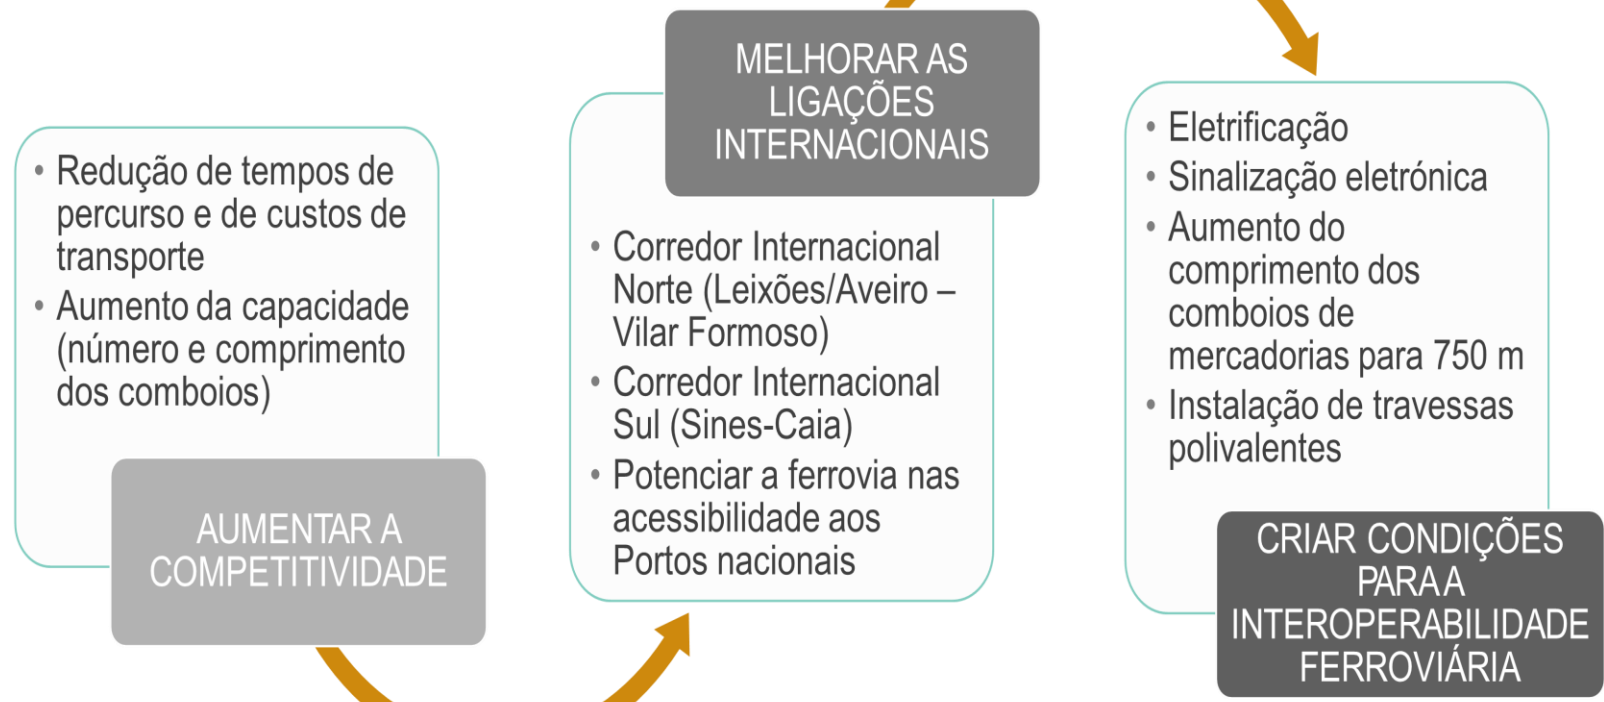 • Redução de tempos de
percurso e de custos de
transporte
• Aumento da capacidade
(número e comprimento
dos comboios)
AUMENTAR A
COMPETITIVIDADE
MELHORAR AS
LIGAÇÕES
INTERNACIONAIS
• Corredor Internacional
Norte (Leixões/Aveiro –
Vilar Formoso)
• Corredor Internacional
Sul (Sines-Caia)
• Potenciar a ferrovia nas
acessibilidade aos
Portos nacionais
• Eletrificação
• Sinalização eletrónica
• Aumento do
comprimento dos
comboios de
mercadorias para 750 m
• Instalação de travessas
polivalentes
CRIAR CONDIÇÕES
PARA A
INTEROPERABILIDADE
FERROVIÁRIA